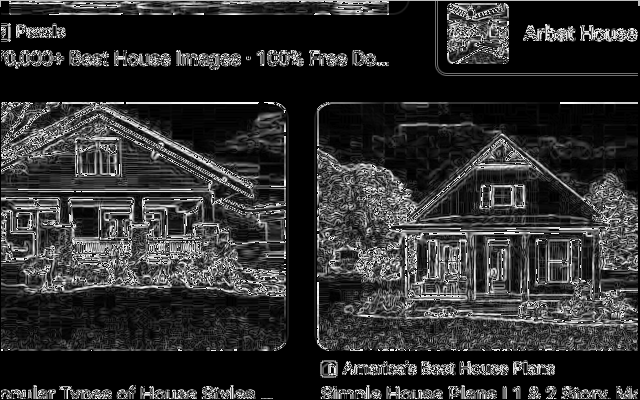 Pexels
0,000+ Best House Images · 100% Free Do...
Arbat House
America's Best House Plans
opular Types of House Styles ...
Simple House Plans | 1 & 2 Story, M